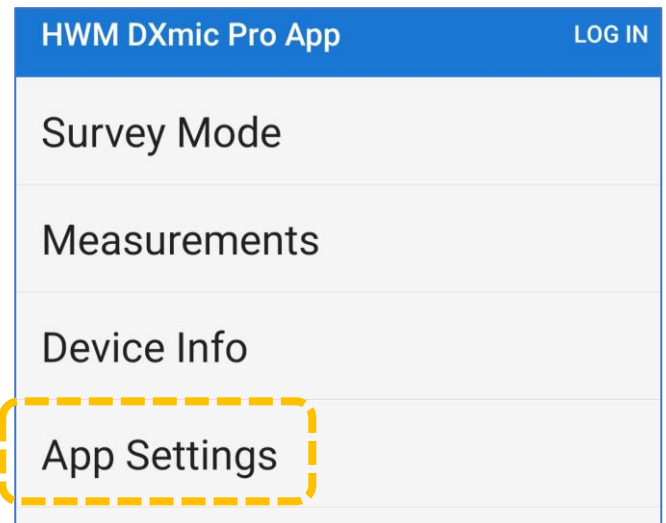 HWM DXmic Pro App LOG IN
Survey Mode
Measurements
Device Info
App Settings